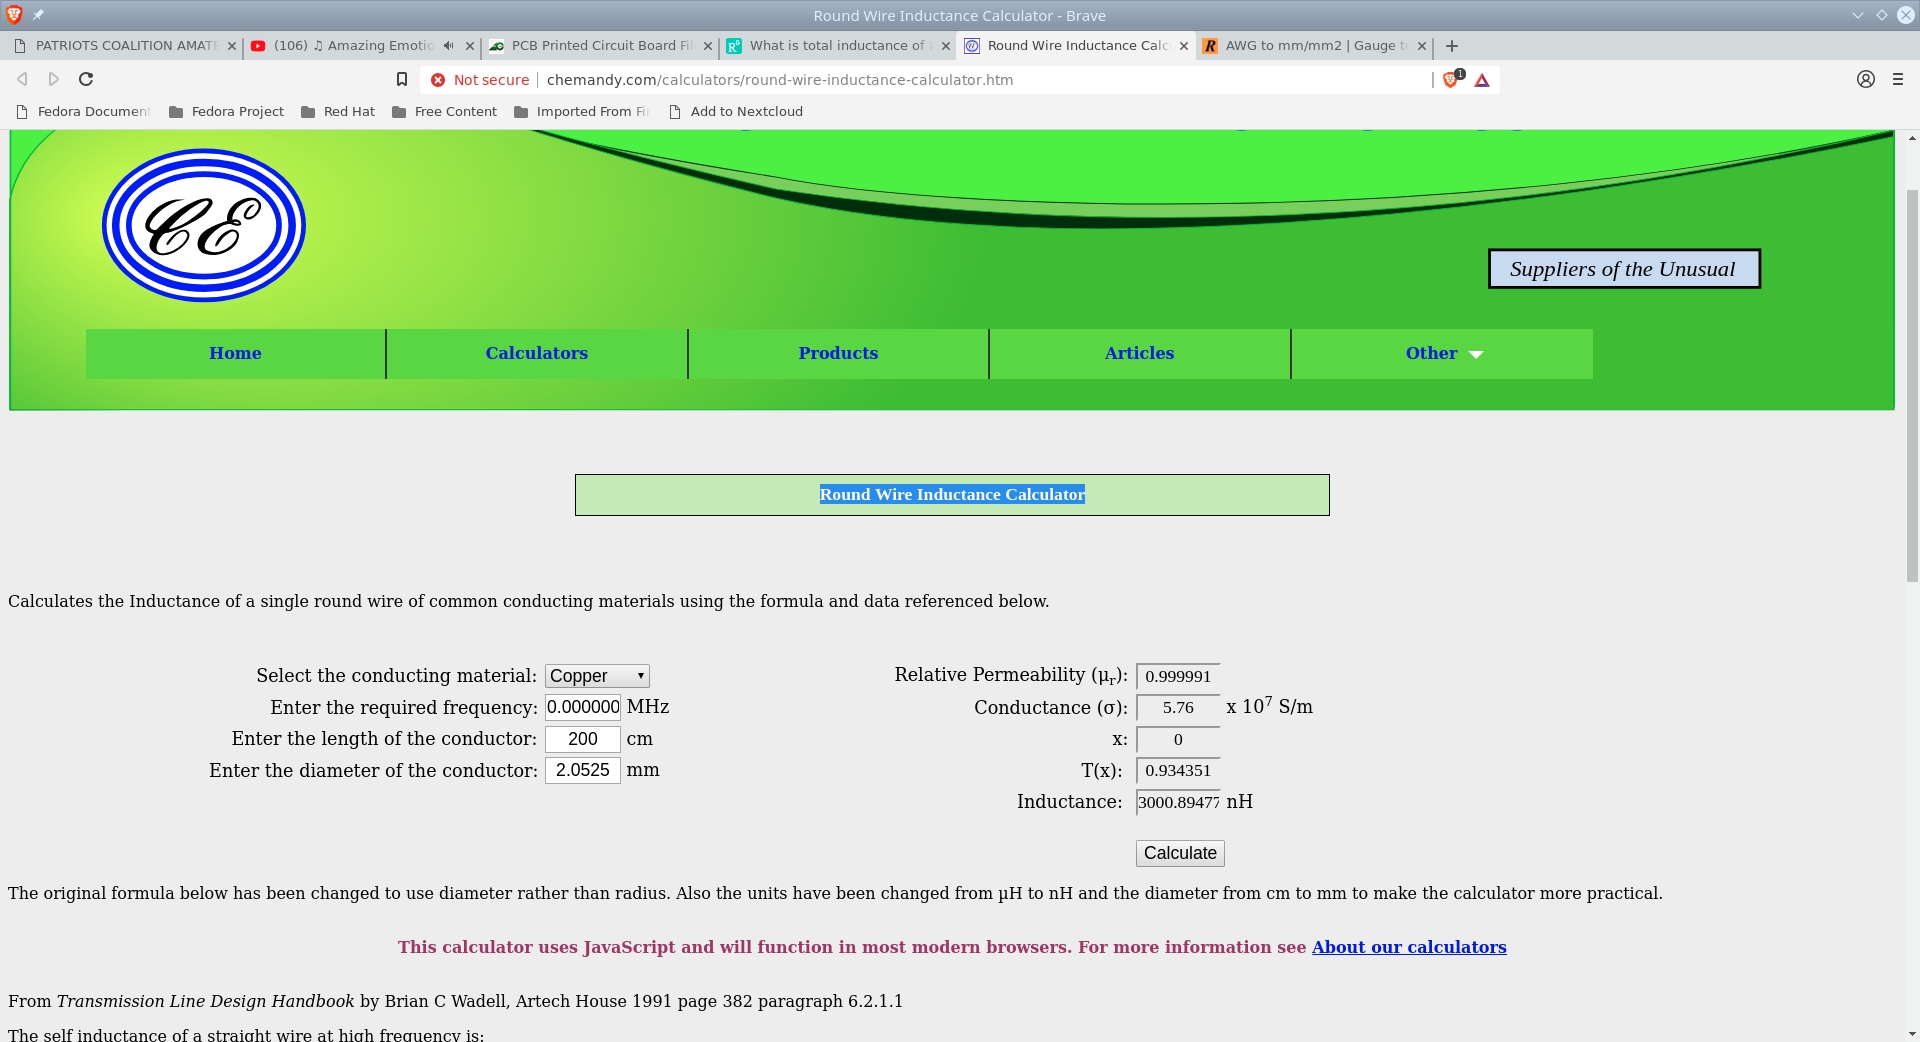 Round Wire Inductance Calculator - Brave
PATRIOTS COALITION AMATE
(106) ♫ Amazing Emotio
PCB Printed Circuit Board Fil
What is total inductance of a
Round Wire Inductance Calc
AWG to mm/mm2 | Gauge to
Not secure
chemandy.com/calculators/round-wire-inductance-calculator.htm
1
Fedora Document
Fedora Project
Red Hat
Free Content
Imported From Fir
Add to Nextcloud
CE
Suppliers of the Unusual
Home
Calculators
Products
Articles
Other
Round Wire Inductance Calculator
Calculates the Inductance of a single round wire of common conducting materials using the formula and data referenced below.
Select the conducting material: Copper
Enter the required frequency: 0.000000 MHz
Enter the length of the conductor: 200 cm
Enter the diameter of the conductor: 2.0525 mm
Relative Permeability (µr): 0.999991
Conductance (σ): 5.76 x 10⁷ S/m
x: 0
T(x): 0.934351
Inductance: 3000.89477 nH
Calculate
The original formula below has been changed to use diameter rather than radius. Also the units have been changed from µH to nH and the diameter from cm to mm to make the calculator more practical.
This calculator uses JavaScript and will function in most modern browsers. For more information see About our calculators
From Transmission Line Design Handbook by Brian C Wadell, Artech House 1991 page 382 paragraph 6.2.1.1
The self inductance of a straight wire at high frequency is: